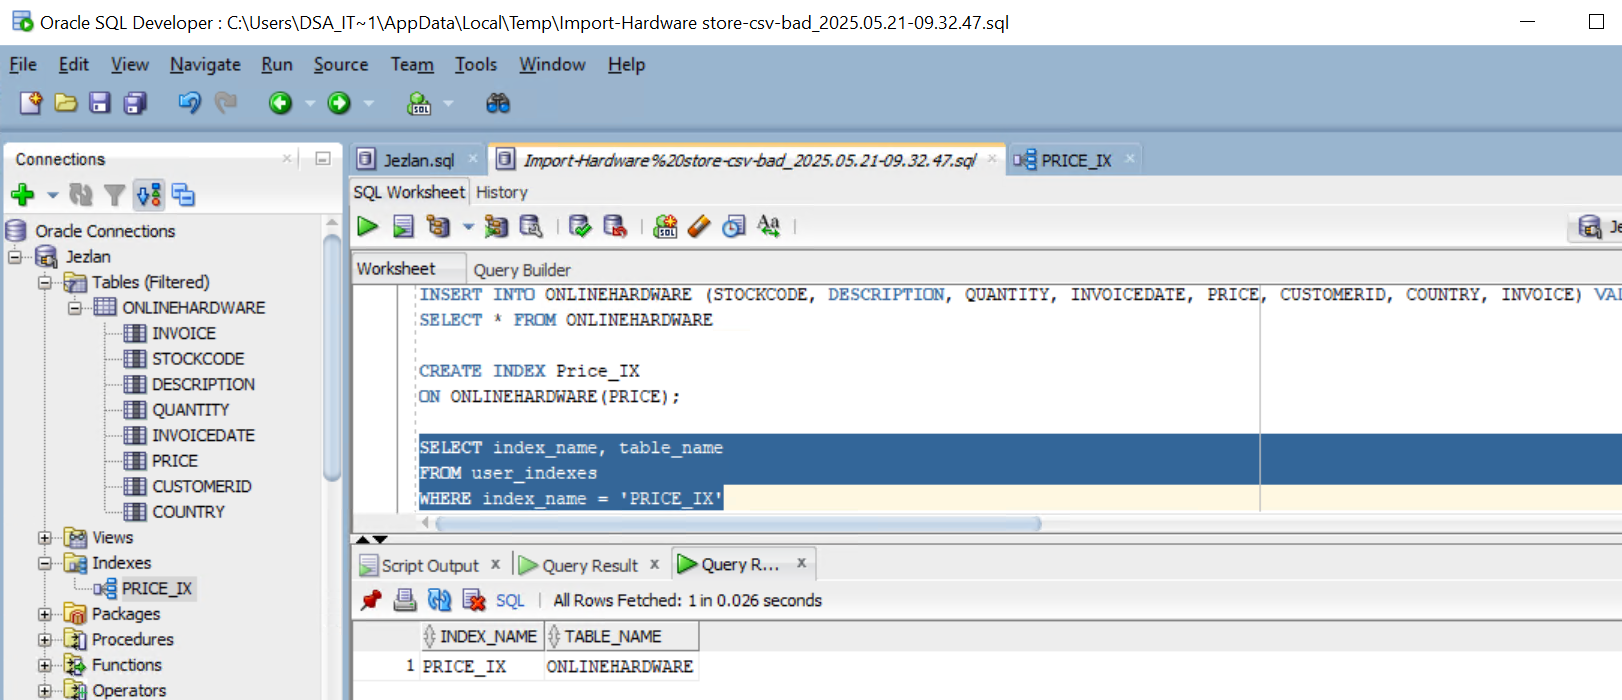 Oracle SQL Developer : C:\Users\DSA_IT~1\AppData\Local\Temp\Import-Hardware store-csv-bad_2025.05.21-09.32.47.sql
File Edit View Navigate Run Source Team Tools Window Help
Connections
Jezlan.sql Import-Hardware%20store-csv-bad_2025.05.21-09.32.47.sql PRICE_IX
SQL Worksheet History
Oracle Connections
Jezlan
Tables (Filtered)
ONLINEHARDWARE
INVOICE
STOCKCODE
DESCRIPTION
QUANTITY
INVOICEDATE
PRICE
CUSTOMERID
COUNTRY
Views
Indexes
PRICE_IX
Packages
Procedures
Functions
Operators
Je
Worksheet Query Builder
INSERT INTO ONLINEHARDWARE (STOCKCODE, DESCRIPTION, QUANTITY, INVOICEDATE, PRICE, CUSTOMERID, COUNTRY, INVOICE) VAL
SELECT * FROM ONLINEHARDWARE
CREATE INDEX Price_IX
ON ONLINEHARDWARE(PRICE);
SELECT index_name, table_name
FROM user_indexes
WHERE index_name = 'PRICE_IX'
Script Output Query Result Query R...
SQL All Rows Fetched: 1 in 0.026 seconds
INDEX_NAME TABLE_NAME
1 PRICE_IX ONLINEHARDWARE